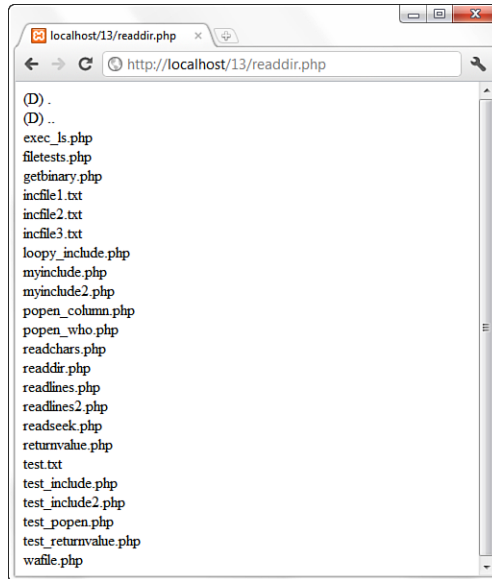 localhost/13/readdir.php
http://localhost/13/readdir.php
(D) .
(D) ..
exec_ls.php
filetests.php
getbinary.php
incfile1.txt
incfile2.txt
incfile3.txt
loopy_include.php
myinclude.php
myinclude2.php
popen_column.php
popen_who.php
readchars.php
readdir.php
readlines.php
readlines2.php
readseek.php
returnvalue.php
test.txt
test_include.php
test_include2.php
test_popen.php
test_returnvalue.php
wafile.php